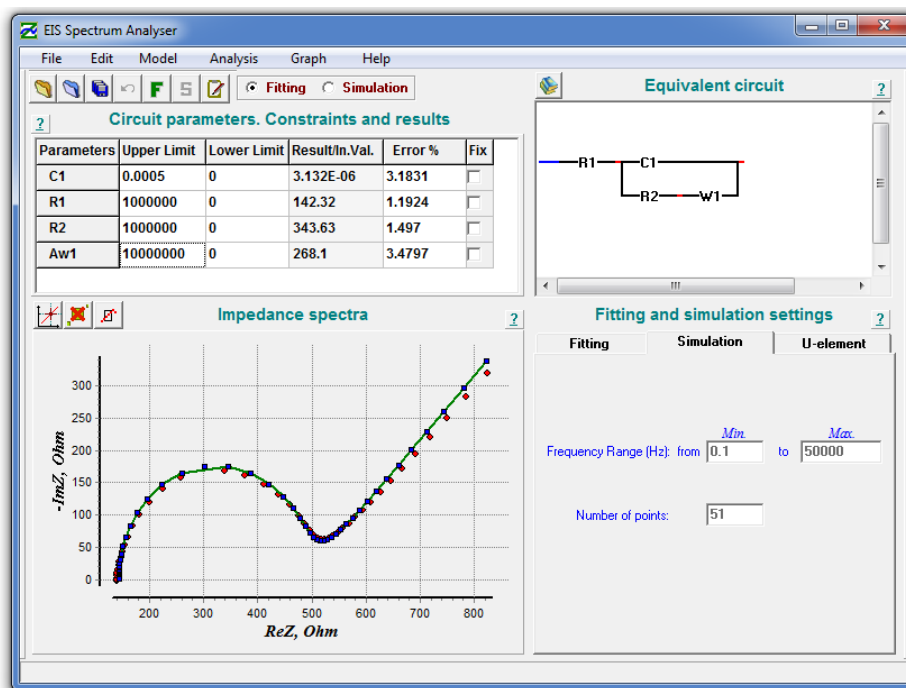 EIS Spectrum Analyser
File Edit Model Analysis Graph Help
F S Fitting Simulation
? Circuit parameters. Constraints and results
Parameters Upper Limit Lower Limit Result/In.Val. Error % Fix
C1 0.0005 0 3.132E-06 3.1831
R1 1000000 0 142.32 1.1924
R2 1000000 0 343.63 1.497
Aw1 10000000 0 268.1 3.4797
Equivalent circuit ?
R1 C1
R2 W1
Impedance spectra ?
-ImZ, Ohm
300
250
200
150
100
50
0
200 300 400 500 600 700 800
ReZ, Ohm
Fitting and simulation settings ?
Fitting Simulation U-element
Min. Max.
Frequency Range (Hz): from 0.1 to 50000
Number of points: 51